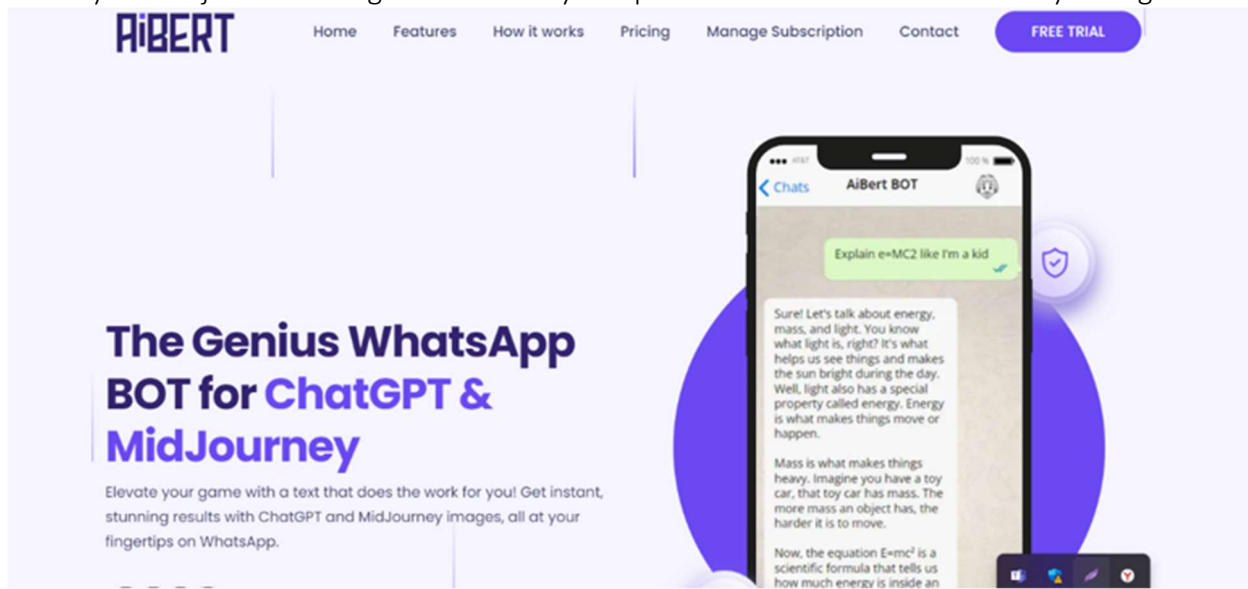 AiBERT
Home Features How it works Pricing Manage Subscription Contact FREE TRIAL
The Genius WhatsApp
BOT for ChatGPT &
MidJourney
Elevate your game with a text that does the work for you! Get instant,
stunning results with ChatGPT and MidJourney images, all at your
fingertips on WhatsApp.
AT&T 100 %
Chats AiBert BOT
Explain e=MC2 like I'm a kid
Sure! Let's talk about energy,
mass, and light. You know
what light is, right? It's what
helps us see things and makes
the sun bright during the day.
Well, light also has a special
property called energy. Energy
is what makes things move or
happen.
Mass is what makes things
heavy. Imagine you have a toy
car, that toy car has mass. The
more mass an object has, the
harder it is to move.
Now, the equation E=mc² is a
scientific formula that tells us
how much energy is inside an